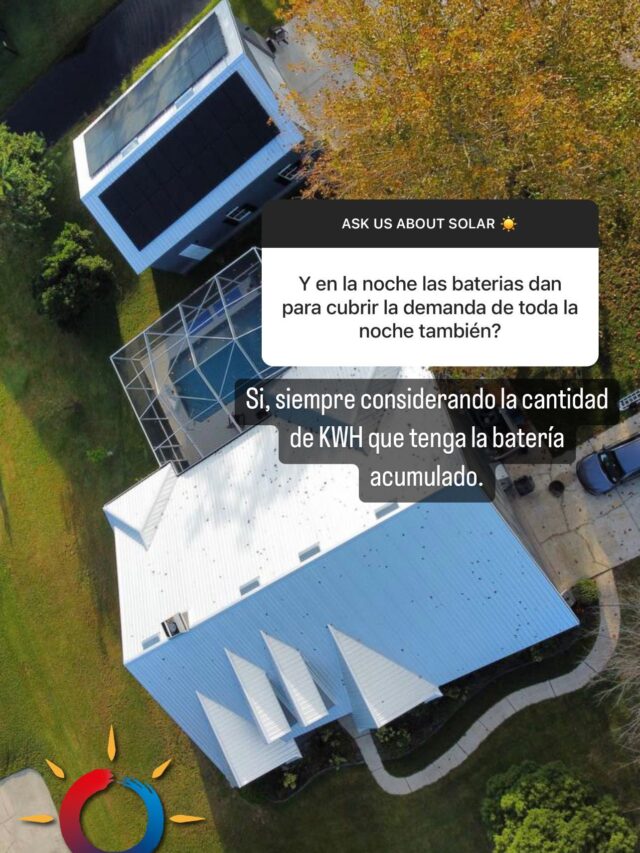 ASK US ABOUT SOLAR ☀️
Y en la noche las baterias dan
para cubrir la demanda de toda la
noche también?
Si, siempre considerando la cantidad
de KWH que tenga la batería
acumulado.